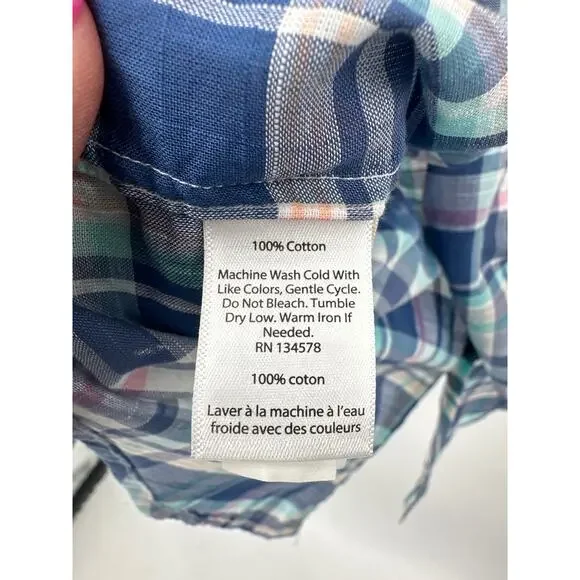 100% Cotton
Machine Wash Cold With
Like Colors, Gentle Cycle.
Do Not Bleach. Tumble
Dry Low. Warm Iron If
Needed.
RN 134578
100% coton
Laver à la machine à l'eau
froide avec des couleurs